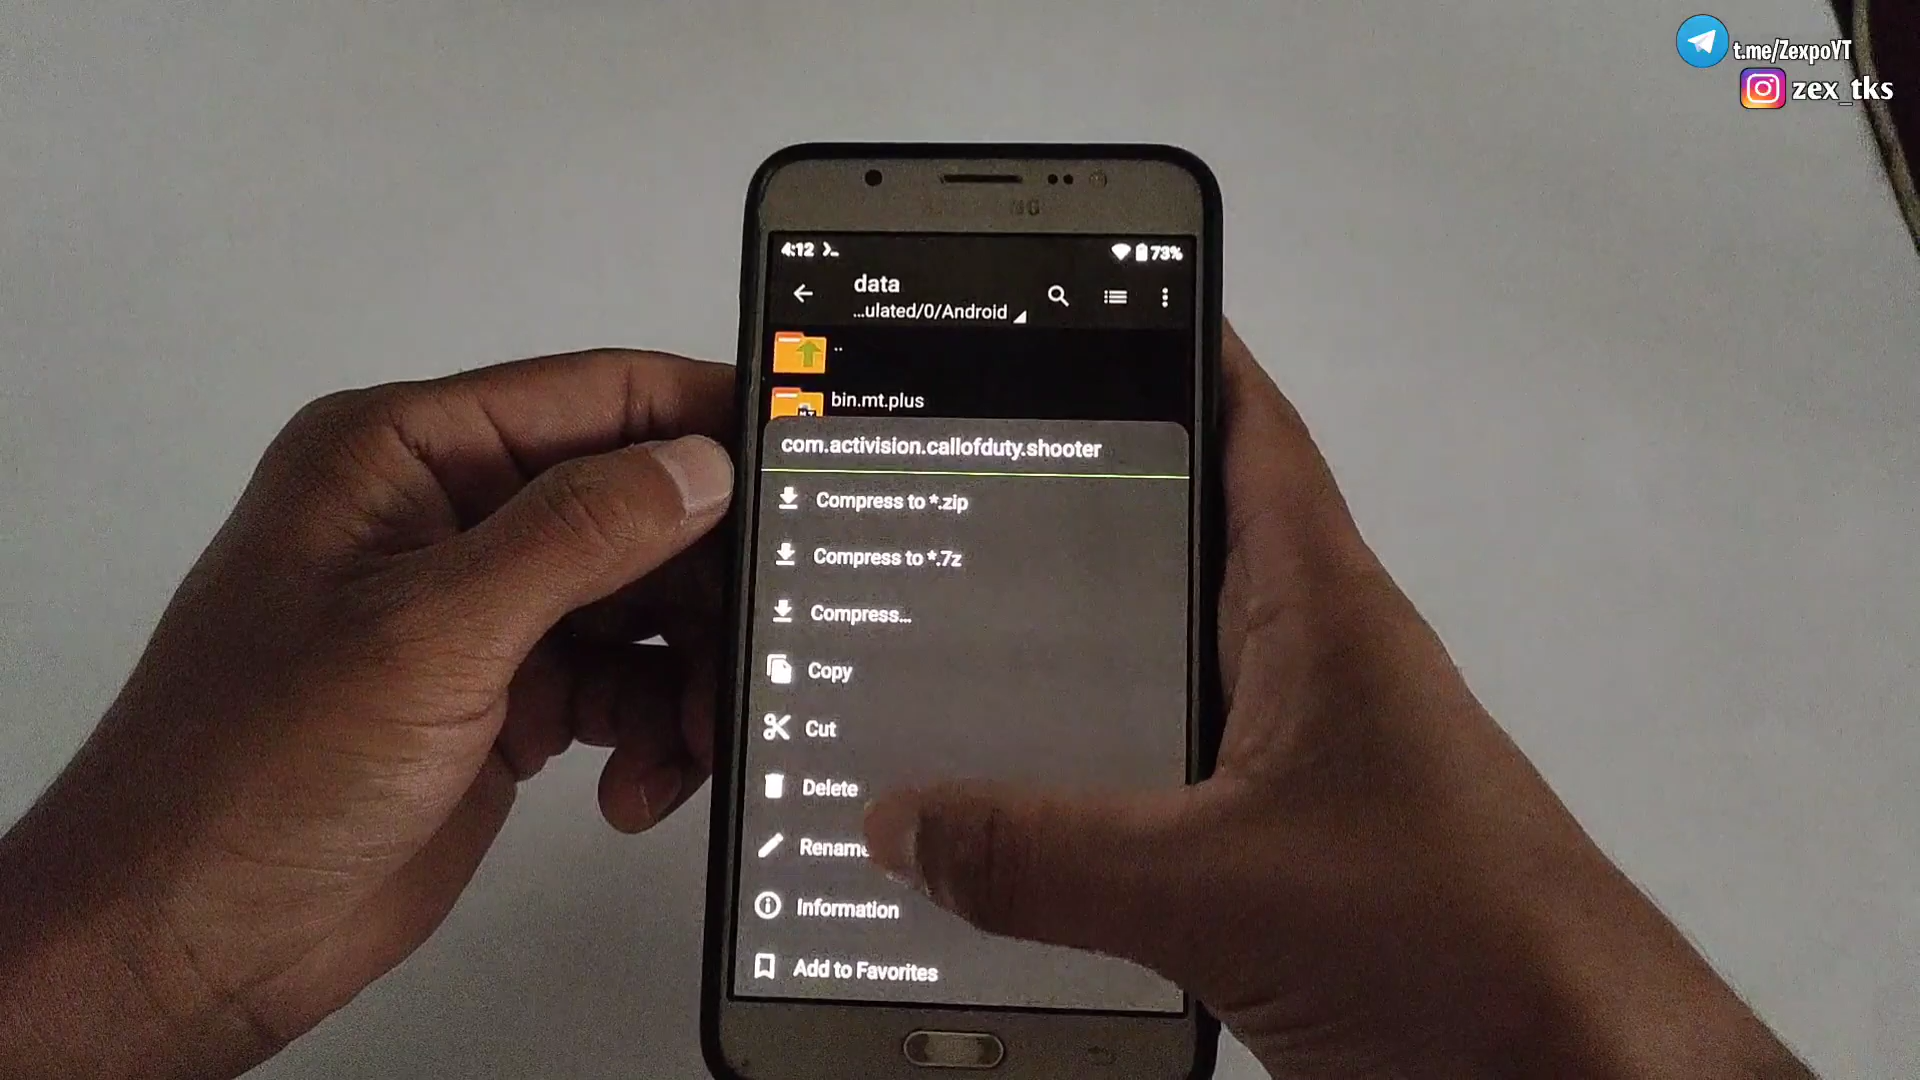 t.me/ZexpoYT
zex_tks
4:12
73%
data
...ulated/0/Android
..
bin.mt.plus
com.activision.callofduty.shooter
Compress to *.zip
Compress to *.7z
Compress...
Copy
Cut
Delete
Rename
Information
Add to Favorites